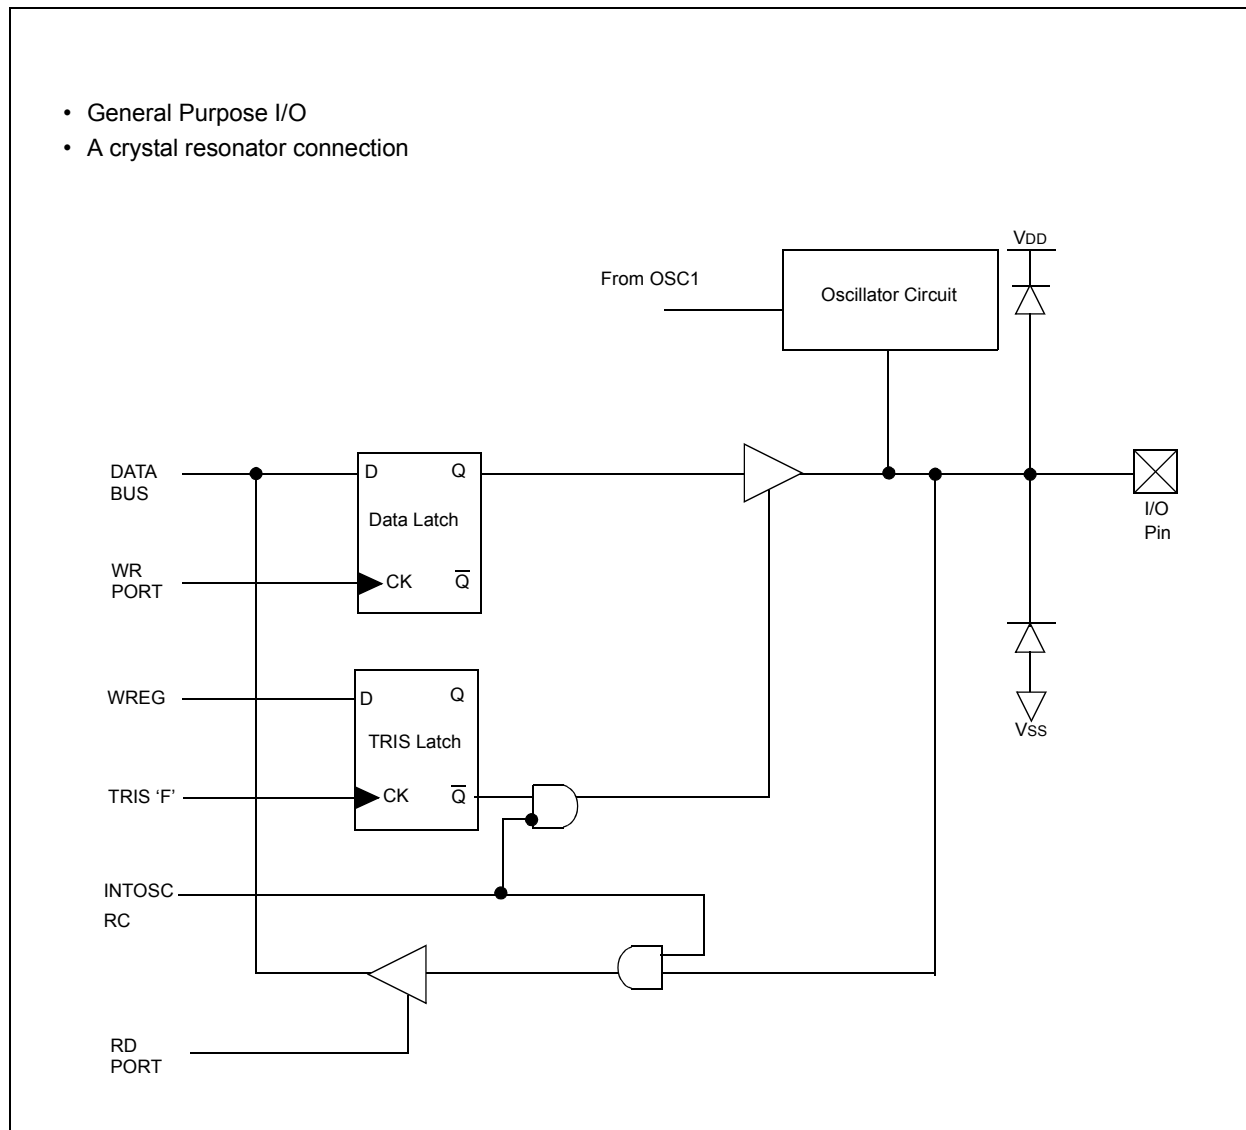 • General Purpose I/O
• A crystal resonator connection
VDD
From OSC1
Oscillator Circuit
DATA
BUS
D
Q
Data Latch
I/O
Pin
WR
PORT
CK
Q̅
WREG
D
Q
TRIS Latch
VSS
TRIS ‘F’
CK
Q̅
INTOSC
RC
RD
PORT